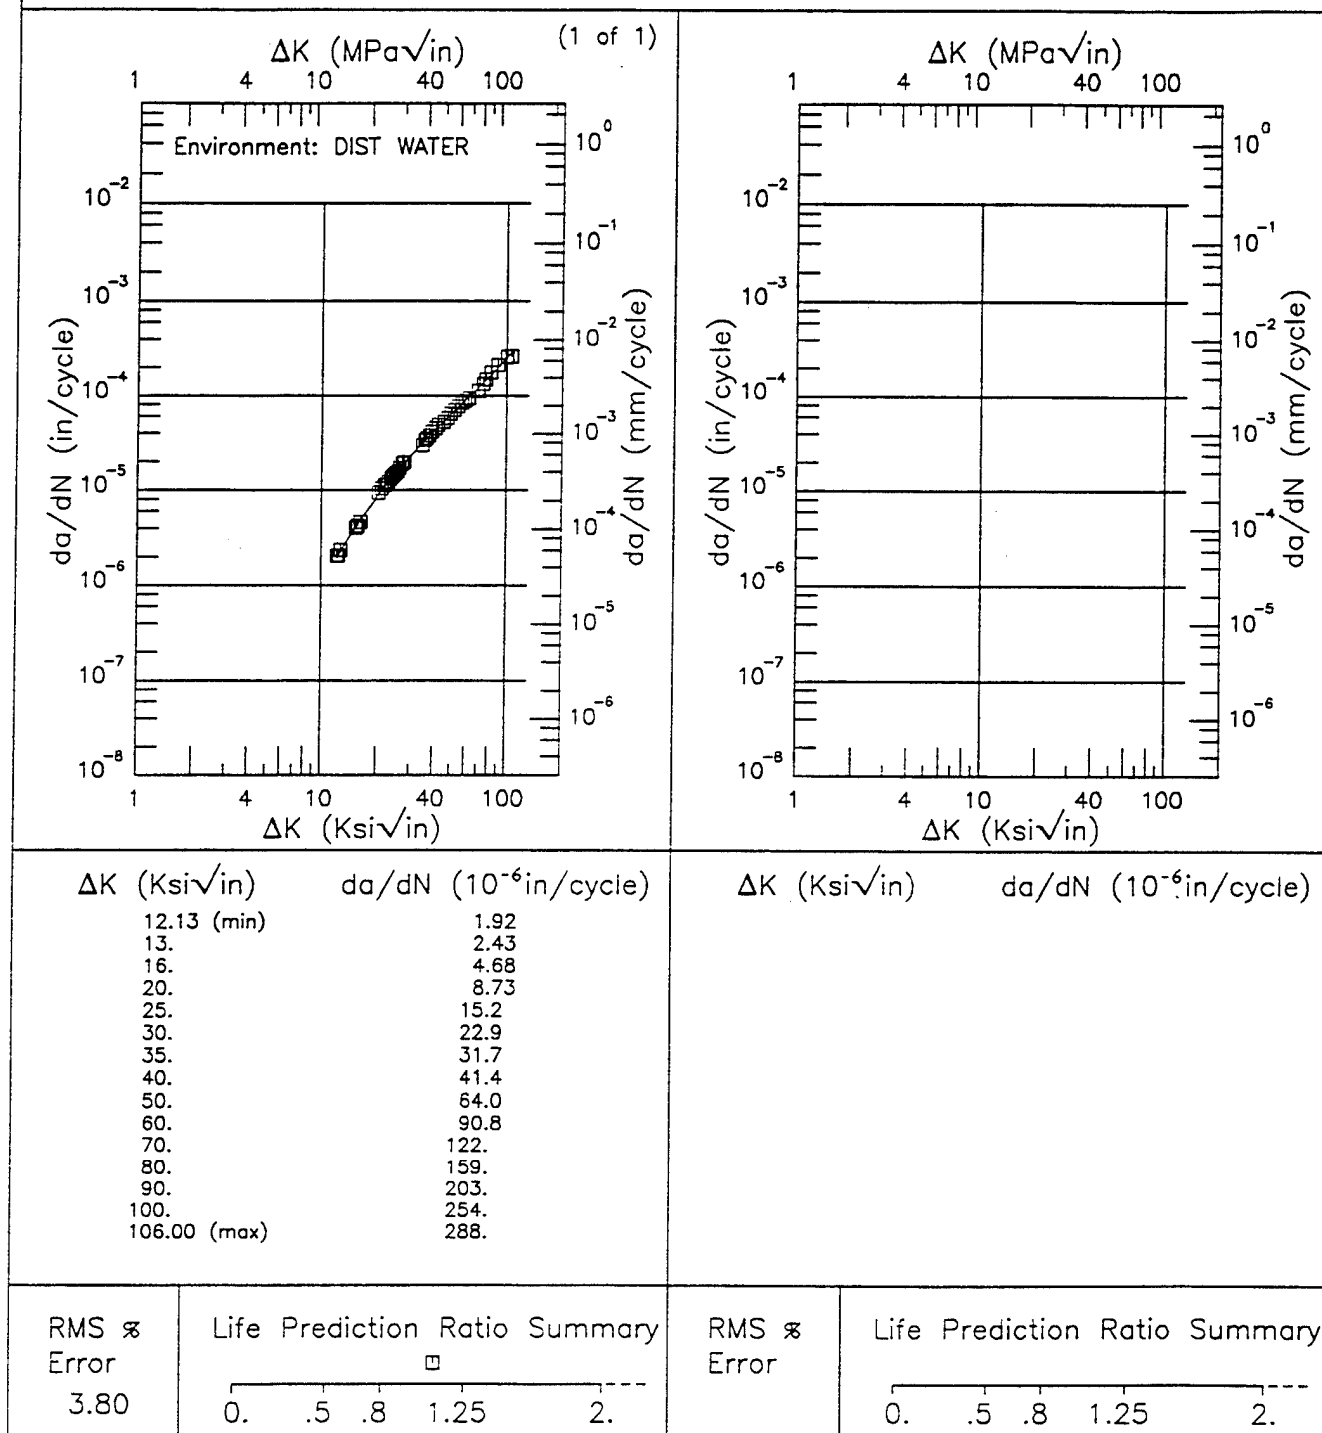 (1 of 1)
ΔK (MPa√in)
1 4 10 40 100
Environment: DIST WATER
10⁰
10⁻¹
10⁻²
10⁻³
10⁻⁴
10⁻⁵
10⁻⁶
da/dN (mm/cycle)
10⁻²
10⁻³
10⁻⁴
10⁻⁵
10⁻⁶
10⁻⁷
10⁻⁸
da/dN (in/cycle)
1 4 10 40 100
ΔK (Ksi√in)
ΔK (MPa√in)
1 4 10 40 100
10⁰
10⁻¹
10⁻²
10⁻³
10⁻⁴
10⁻⁵
10⁻⁶
da/dN (mm/cycle)
10⁻²
10⁻³
10⁻⁴
10⁻⁵
10⁻⁶
10⁻⁷
10⁻⁸
da/dN (in/cycle)
1 4 10 40 100
ΔK (Ksi√in)
ΔK (Ksi√in) da/dN (10⁻⁶in/cycle)
12.13 (min) 1.92
13. 2.43
16. 4.68
20. 8.73
25. 15.2
30. 22.9
35. 31.7
40. 41.4
50. 64.0
60. 90.8
70. 122.
80. 159.
90. 203.
100. 254.
106.00 (max) 288.
ΔK (Ksi√in) da/dN (10⁻⁶in/cycle)
RMS %
Error
3.80
Life Prediction Ratio Summary
0. .5 .8 1.25 2.
RMS %
Error
Life Prediction Ratio Summary
0. .5 .8 1.25 2.